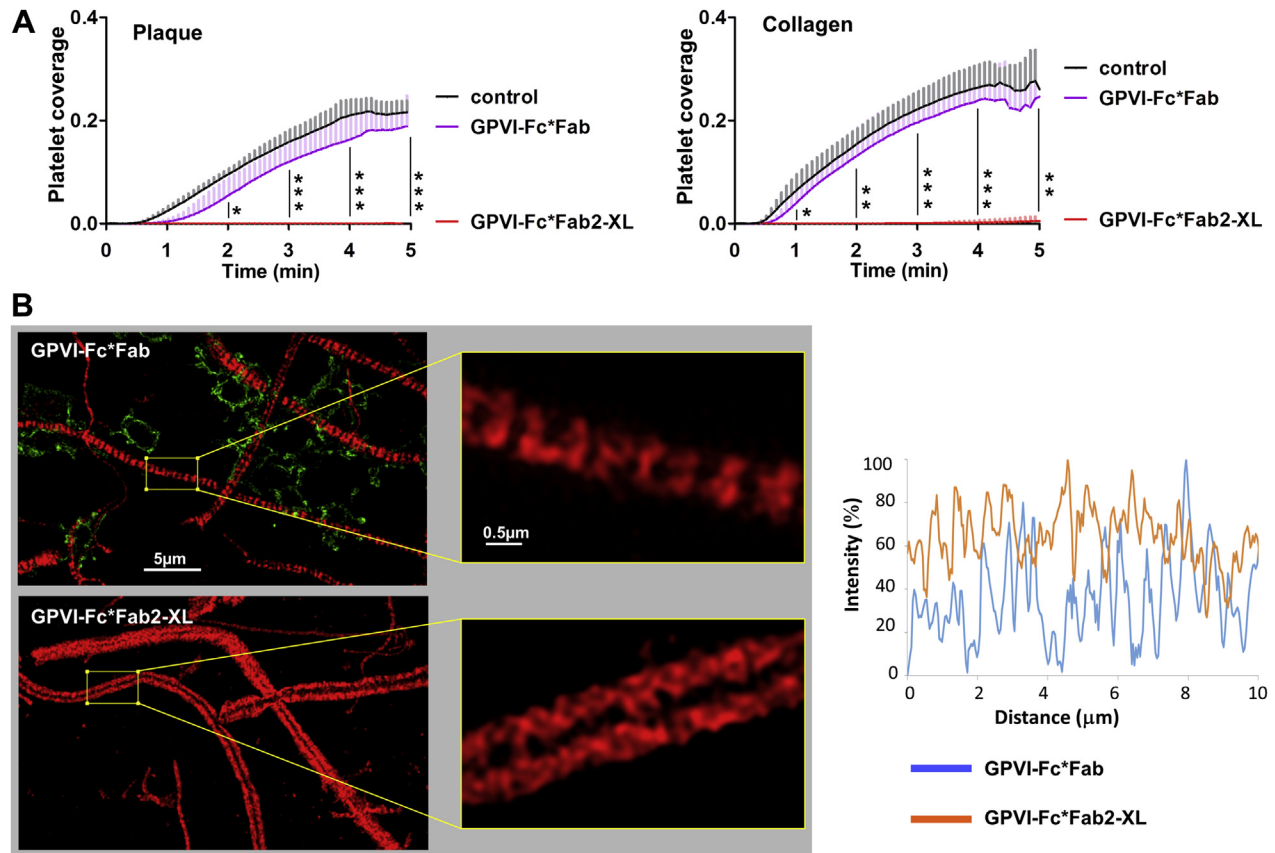 A
Plaque
Platelet coverage
0.4
0.2
0.0
0
1
2
3
4
5
Time (min)
*
***
***
***
control
GPVI-Fc*Fab
GPVI-Fc*Fab2-XL
Collagen
Platelet coverage
0.4
0.2
0.0
0
1
2
3
4
5
Time (min)
*
**
***
***
**
control
GPVI-Fc*Fab
GPVI-Fc*Fab2-XL
B
GPVI-Fc*Fab
5μm
0.5μm
GPVI-Fc*Fab2-XL
Intensity (%)
100
80
60
40
20
0
0
2
4
6
8
10
Distance (μm)
GPVI-Fc*Fab
GPVI-Fc*Fab2-XL